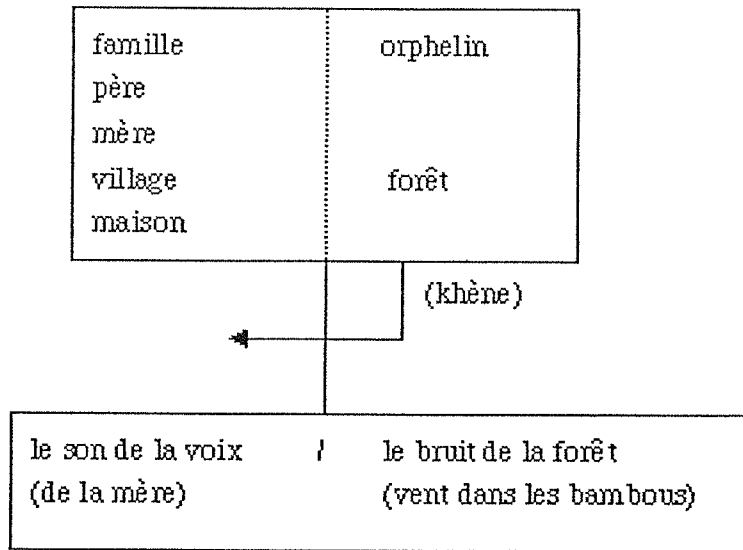 famille orphelin
père
mère
village forêt
maison
(khène)
le son de la voix / le bruit de la forêt
(de la mère) (vent dans les bambous)